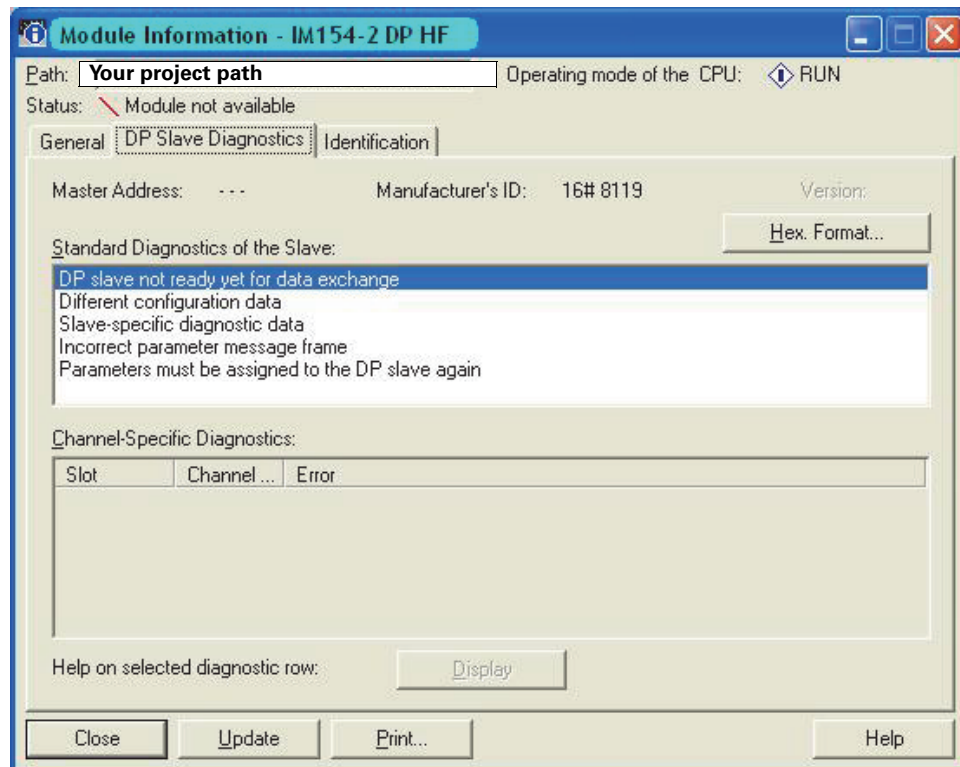 Module Information - IM154-2 DP HF
Path: Your project path Operating mode of the CPU: RUN
Status: Module not available
General DP Slave Diagnostics Identification
Master Address: - - - Manufacturer's ID: 16# 8119 Version:
Hex. Format...
Standard Diagnostics of the Slave:
DP slave not ready yet for data exchange
Different configuration data
Slave-specific diagnostic data
Incorrect parameter message frame
Parameters must be assigned to the DP slave again
Channel-Specific Diagnostics:
Slot Channel ... Error
Help on selected diagnostic row: Display
Close Update Print... Help